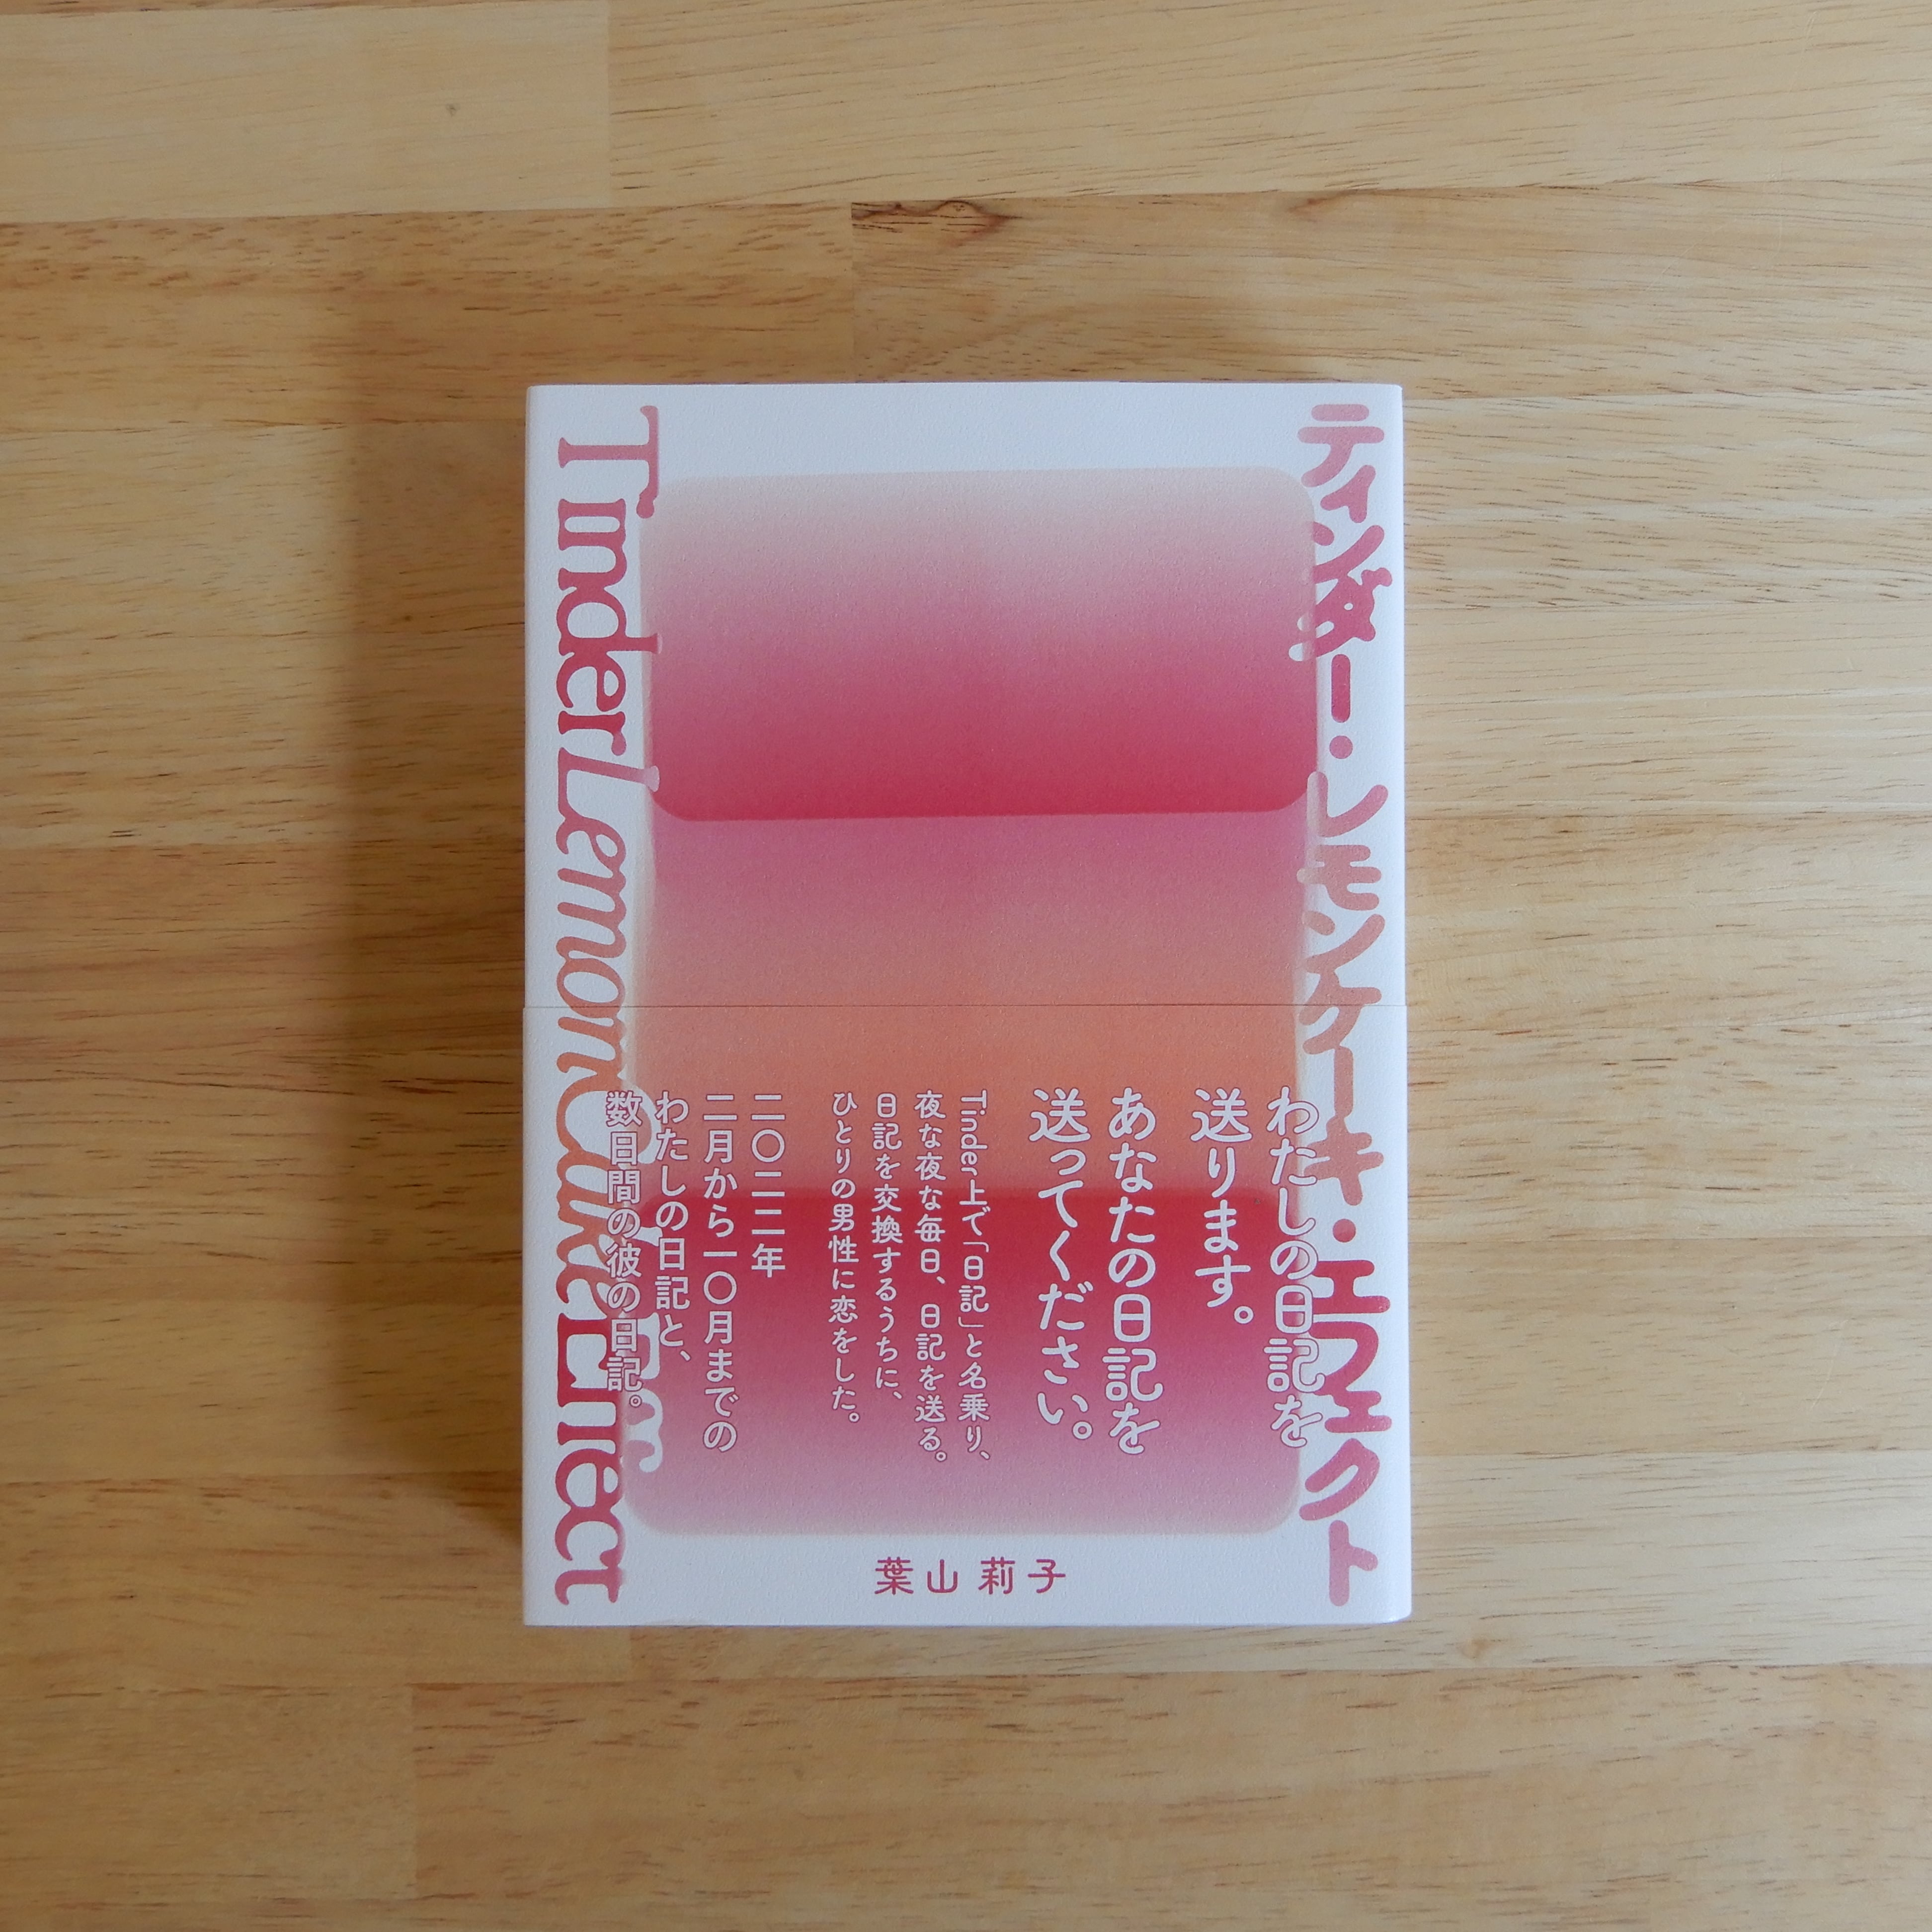 ティンダー・レモンケーキ・エフェクト
わたしの日記を
送ります。
あなたの日記を
送ってください。
Tinder上で「日記」と名乗り、
夜な夜な毎日、日記を送る。
日記を交換するうちに、
ひとりの男性に恋をした。
二〇二二年
二月から一〇月までの
わたしの日記と、
数日間の彼の日記。
TinderLemonCakeEffect
葉山莉子